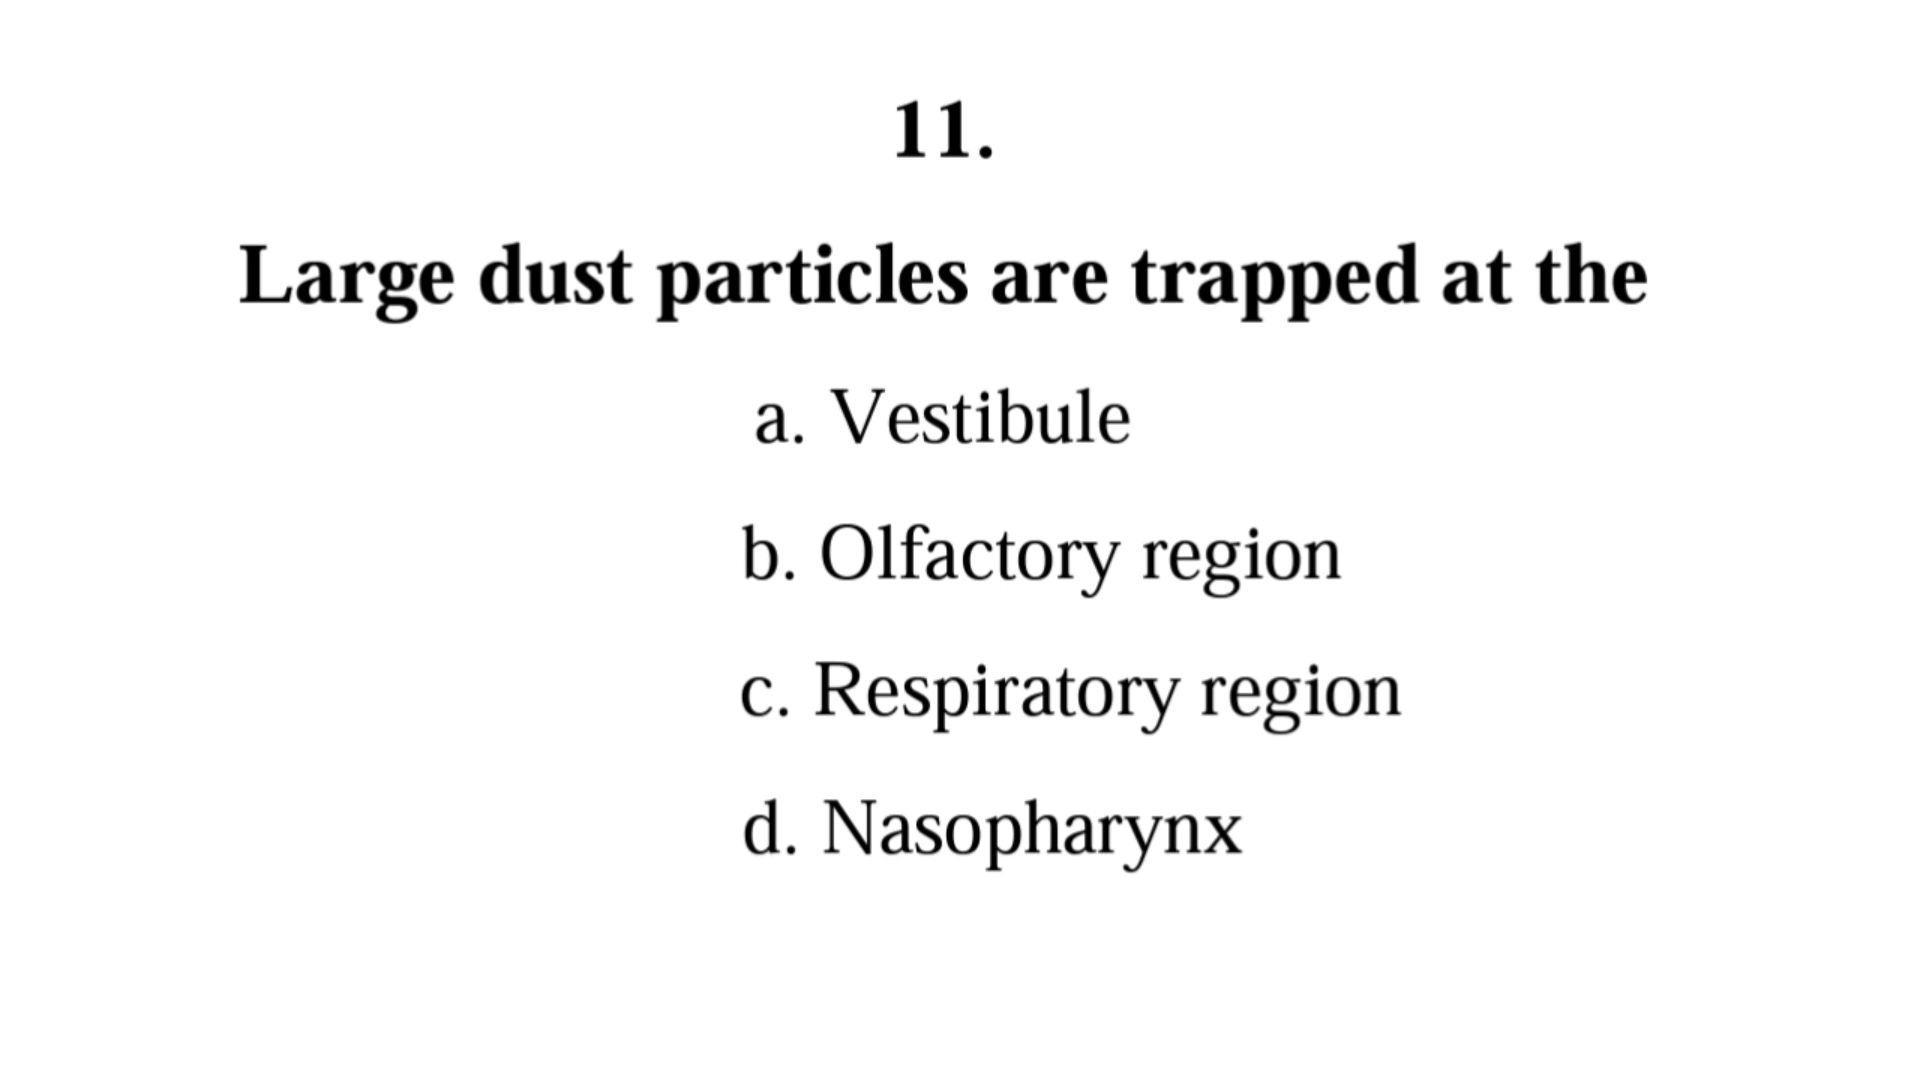 11.
Large dust particles are trapped at the
a. Vestibule
b. Olfactory region
c. Respiratory region
d. Nasopharynx